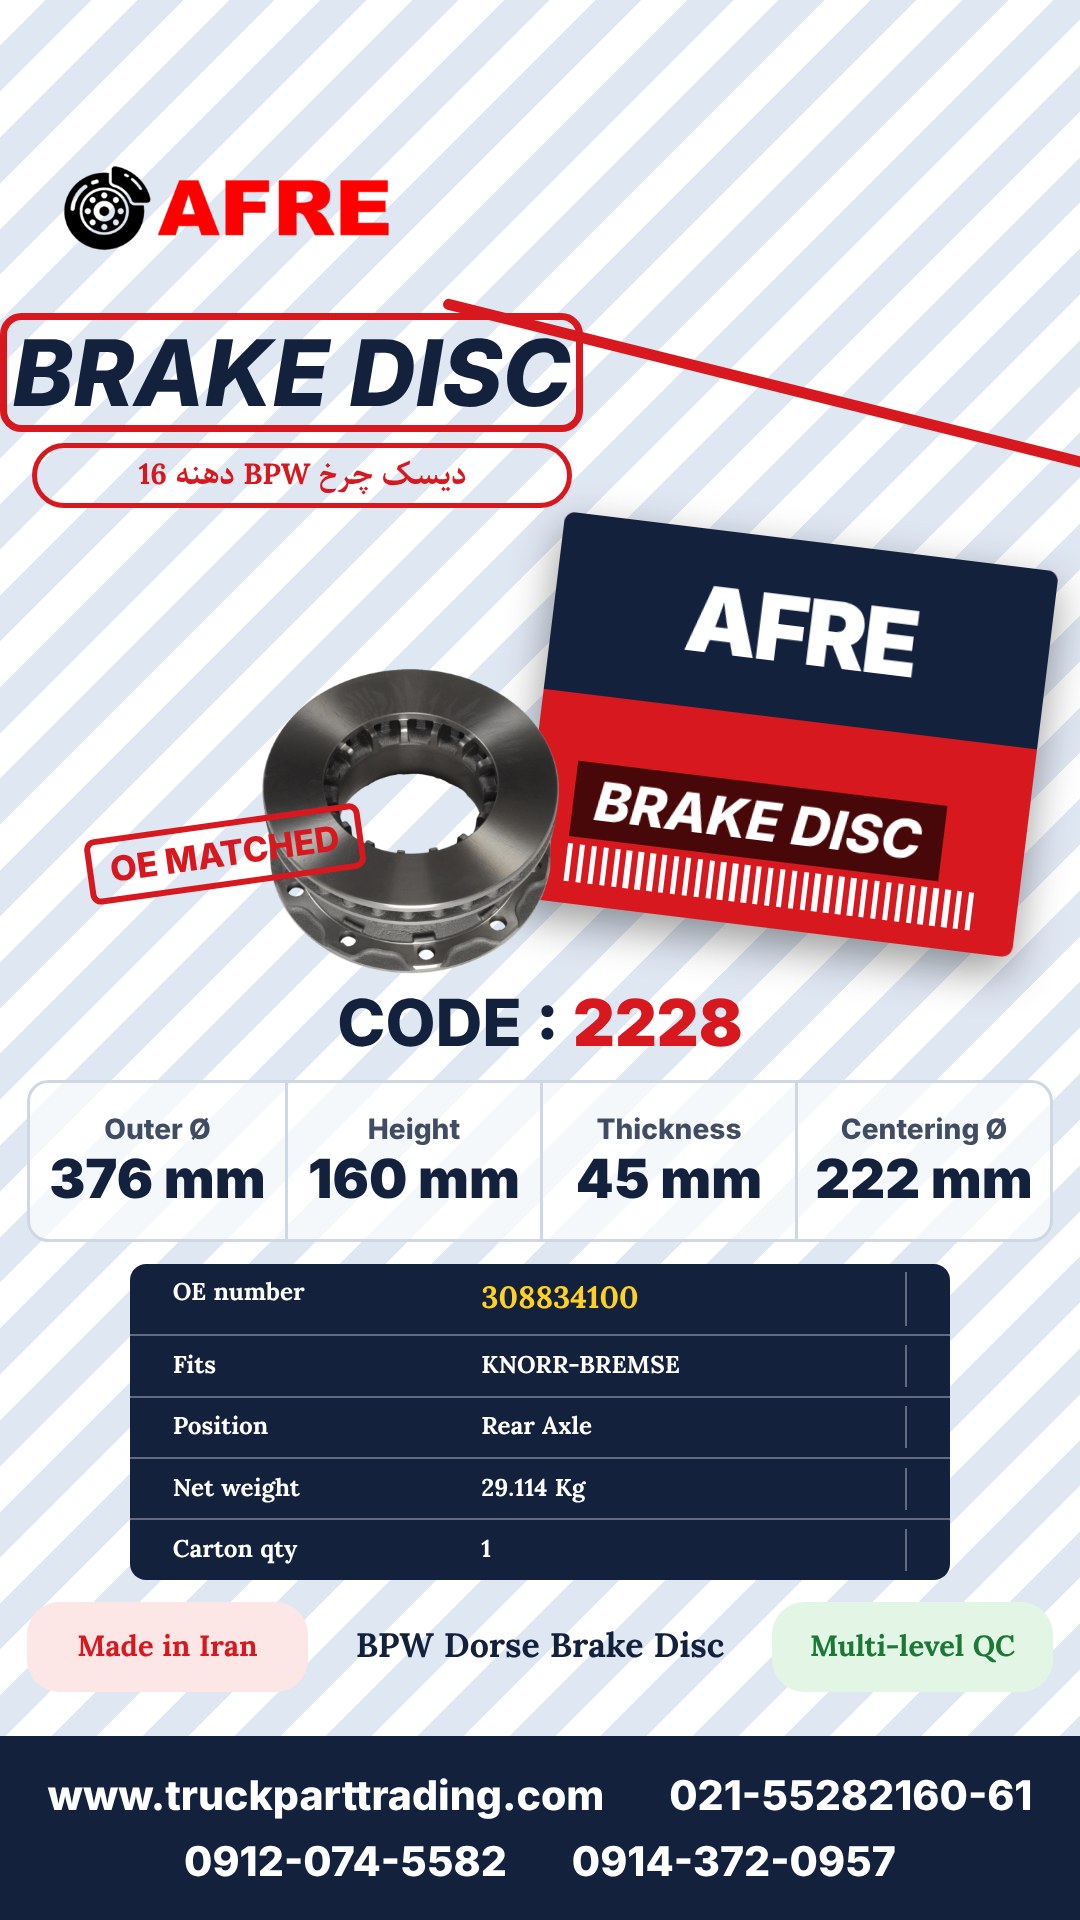 AFRE
BRAKE DISC
دیسک چرخ BPW دهنه 16
AFRE
BRAKE DISC
OE MATCHED
CODE : 2228
Outer Ø
Height
Thickness
Centering Ø
376 mm
160 mm
45 mm
222 mm
OE number 308834100
Fits KNORR-BREMSE
Position Rear Axle
Net weight 29.114 Kg
Carton qty 1
Made in Iran
BPW Dorse Brake Disc
Multi-level QC
www.truckparttrading.com 021-55282160-61
0912-074-5582 0914-372-0957